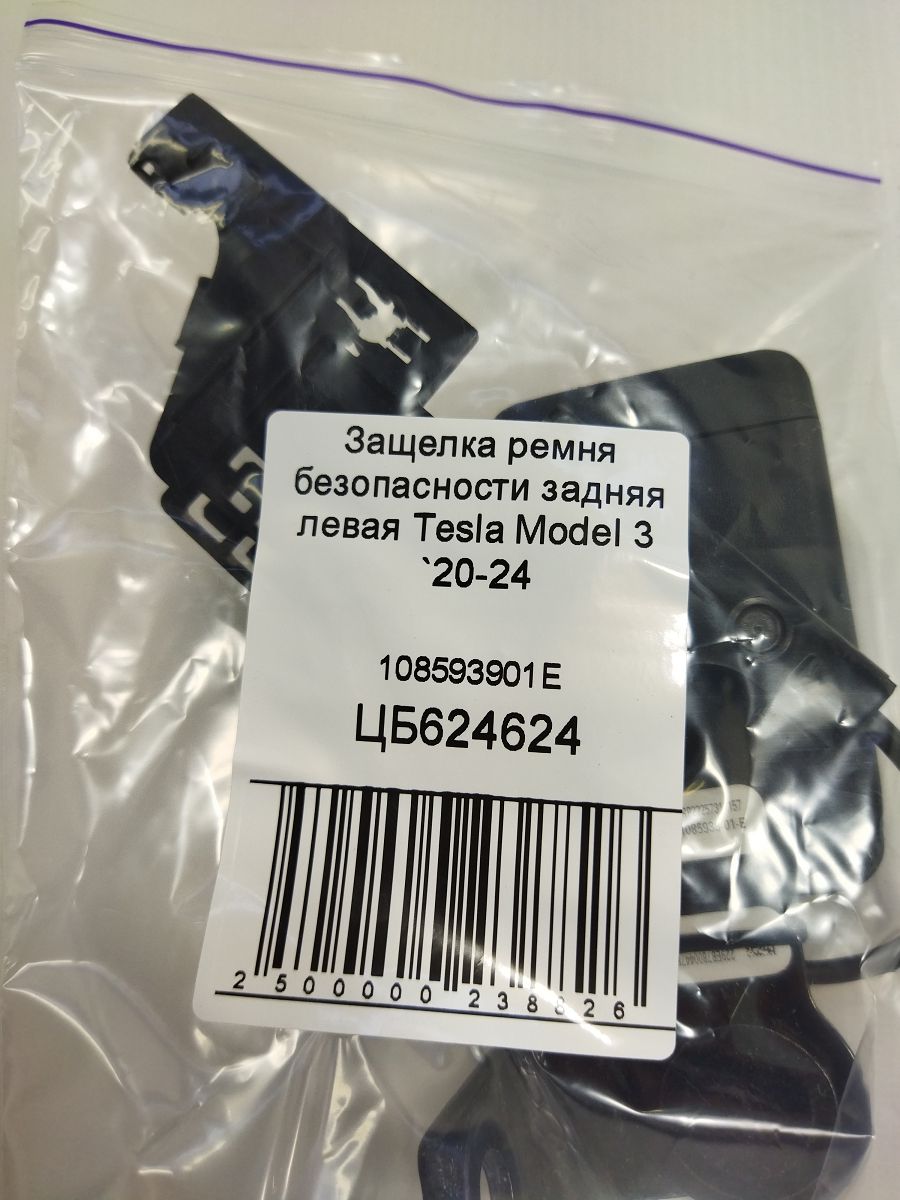 Защелка ремня
безопасности задняя
левая Tesla Model 3
`20-24
108593901E
ЦБ624624
2 500000 238826